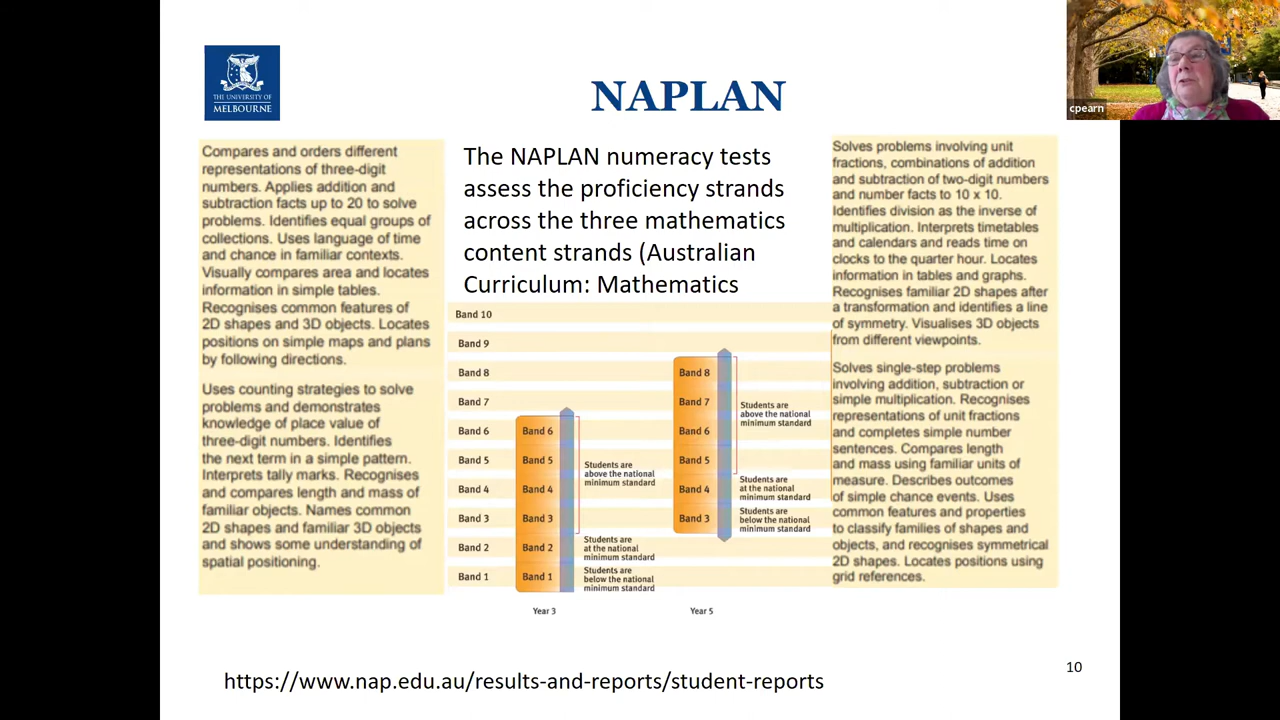 THE UNIVERSITY OF
MELBOURNE
NAPLAN
cpearn
Compares and orders different
representations of three-digit
numbers. Applies addition and
subtraction facts up to 20 to solve
problems. Identifies equal groups of
collections. Uses language of time
and chance in familiar contexts.
Visually compares area and locates
information in simple tables.
Recognises common features of
2D shapes and 3D objects. Locates
positions on simple maps and plans
by following directions.
Uses counting strategies to solve
problems and demonstrates
knowledge of place value of
three-digit numbers. Identifies
the next term in a simple pattern.
Interprets tally marks. Recognises
and compares length and mass of
familiar objects. Names common
2D shapes and familiar 3D objects
and shows some understanding of
spatial positioning.
The NAPLAN numeracy tests
assess the proficiency strands
across the three mathematics
content strands (Australian
Curriculum: Mathematics
Band 10
Band 9
Band 8
Band 7
Band 6
Band 5
Band 4
Band 3
Band 2
Band 1
Band 6
Band 5
Band 4
Band 3
Band 2
Band 1
Students are
above the national
minimum standard
Students are
at the national
minimum standard
Students are
below the national
minimum standard
Year 3
Band 8
Band 7
Band 6
Band 5
Band 4
Band 3
Students are
above the national
minimum standard
Students are
at the national
minimum standard
Students are
below the national
minimum standard
Year 5
Solves problems involving unit
fractions, combinations of addition
and subtraction of two-digit numbers
and number facts to 10 x 10.
Identifies division as the inverse of
multiplication. Interprets timetables
and calendars and reads time on
clocks to the quarter hour. Locates
information in tables and graphs.
Recognises familiar 2D shapes after
a transformation and identifies a line
of symmetry. Visualises 3D objects
from different viewpoints.
Solves single-step problems
involving addition, subtraction or
simple multiplication. Recognises
representations of unit fractions
and completes simple number
sentences. Compares length
and mass using familiar units of
measure. Describes outcomes
of simple chance events. Uses
common features and properties
to classify families of shapes and
objects, and recognises symmetrical
2D shapes. Locates positions using
grid references.
10
https://www.nap.edu.au/results-and-reports/student-reports